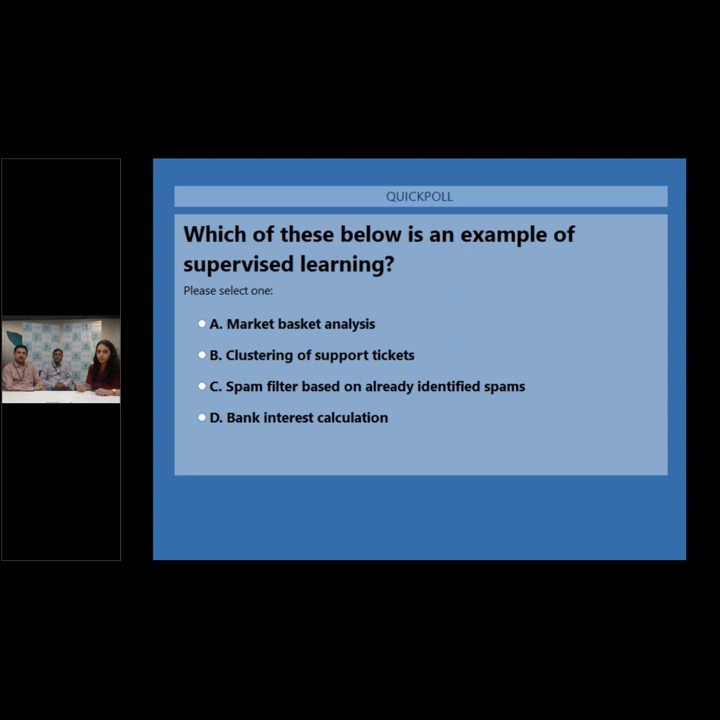 QUICKPOLL
Which of these below is an example of
supervised learning?
Please select one:
A. Market basket analysis
B. Clustering of support tickets
C. Spam filter based on already identified spams
D. Bank interest calculation